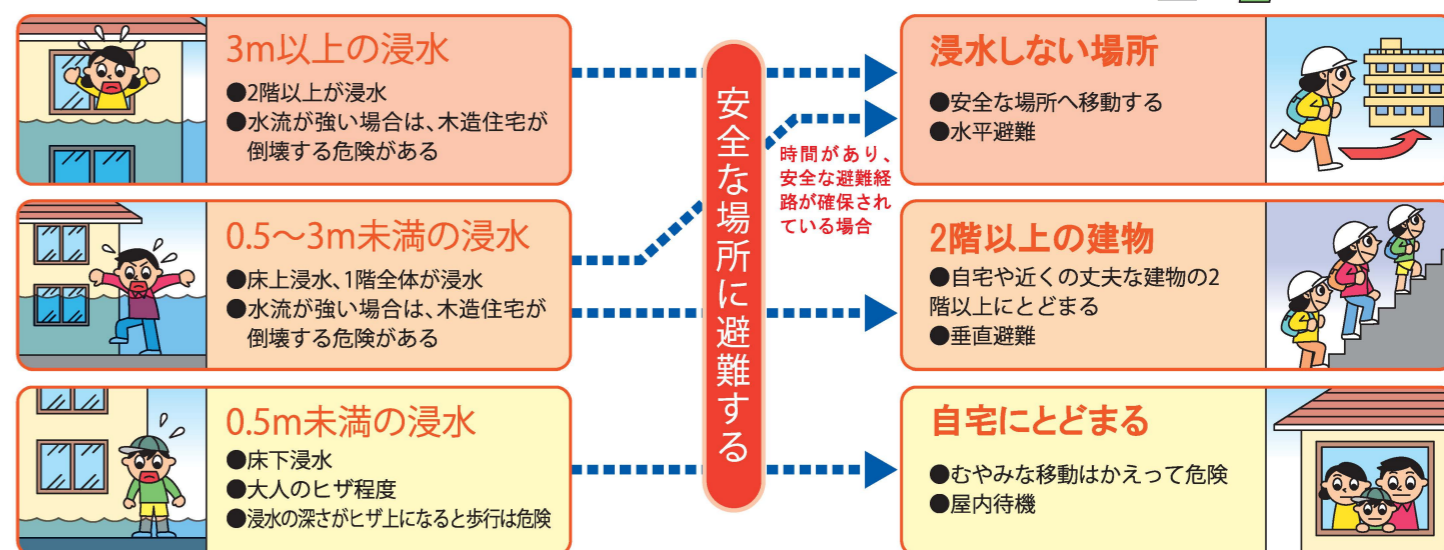 3m以上の浸水
●2階以上が浸水
●水流が強い場合は、木造住宅が
倒壊する危険がある
0.5～3m未満の浸水
●床上浸水、1階全体が浸水
●水流が強い場合は、木造住宅が
倒壊する危険がある
0.5m未満の浸水
●床下浸水
●大人のヒザ程度
●浸水の深さがヒザ上になると歩行は危険
安全な場所に避難する
時間があり、
安全な避難経
路が確保され
ている場合
浸水しない場所
●安全な場所へ移動する
●水平避難
2階以上の建物
●自宅や近くの丈夫な建物の2
階以上にとどまる
●垂直避難
自宅にとどまる
●むやみな移動はかえって危険
●屋内待機